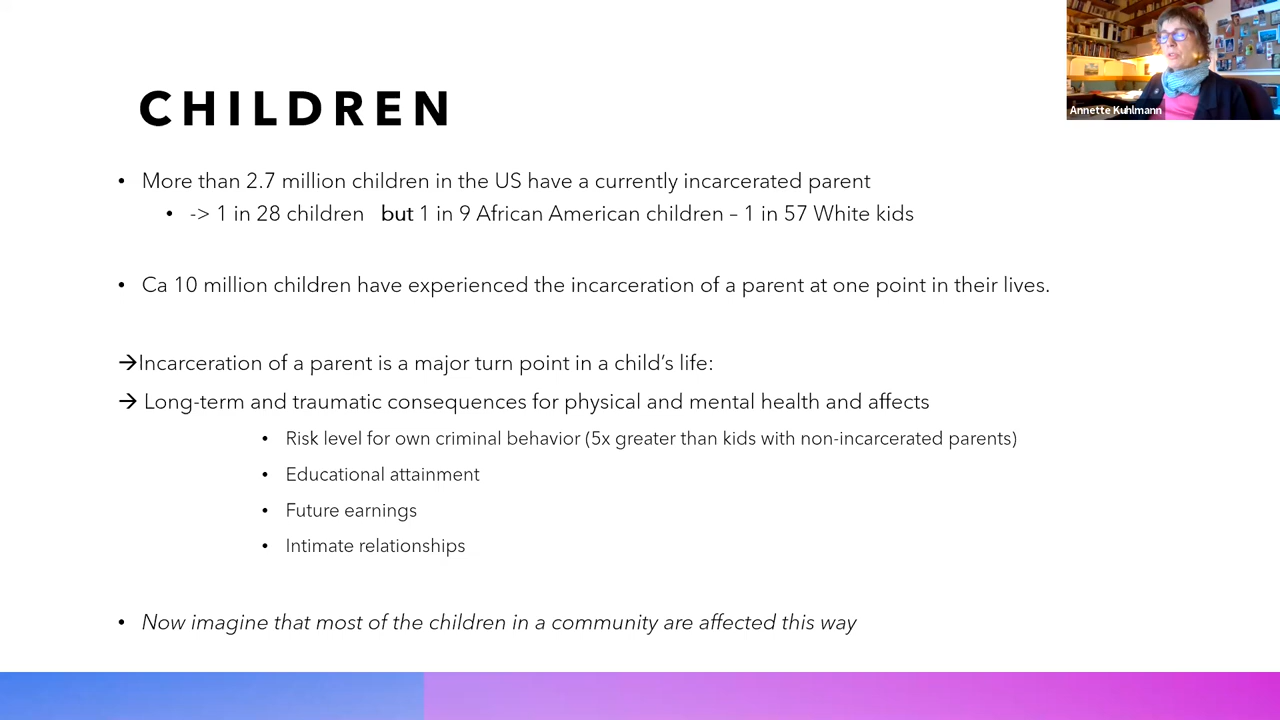 Annette Kuhlmann
CHILDREN
• More than 2.7 million children in the US have a currently incarcerated parent
• -> 1 in 28 children but 1 in 9 African American children – 1 in 57 White kids
• Ca 10 million children have experienced the incarceration of a parent at one point in their lives.
→Incarceration of a parent is a major turn point in a child’s life:
→ Long-term and traumatic consequences for physical and mental health and affects
• Risk level for own criminal behavior (5x greater than kids with non-incarcerated parents)
• Educational attainment
• Future earnings
• Intimate relationships
• Now imagine that most of the children in a community are affected this way